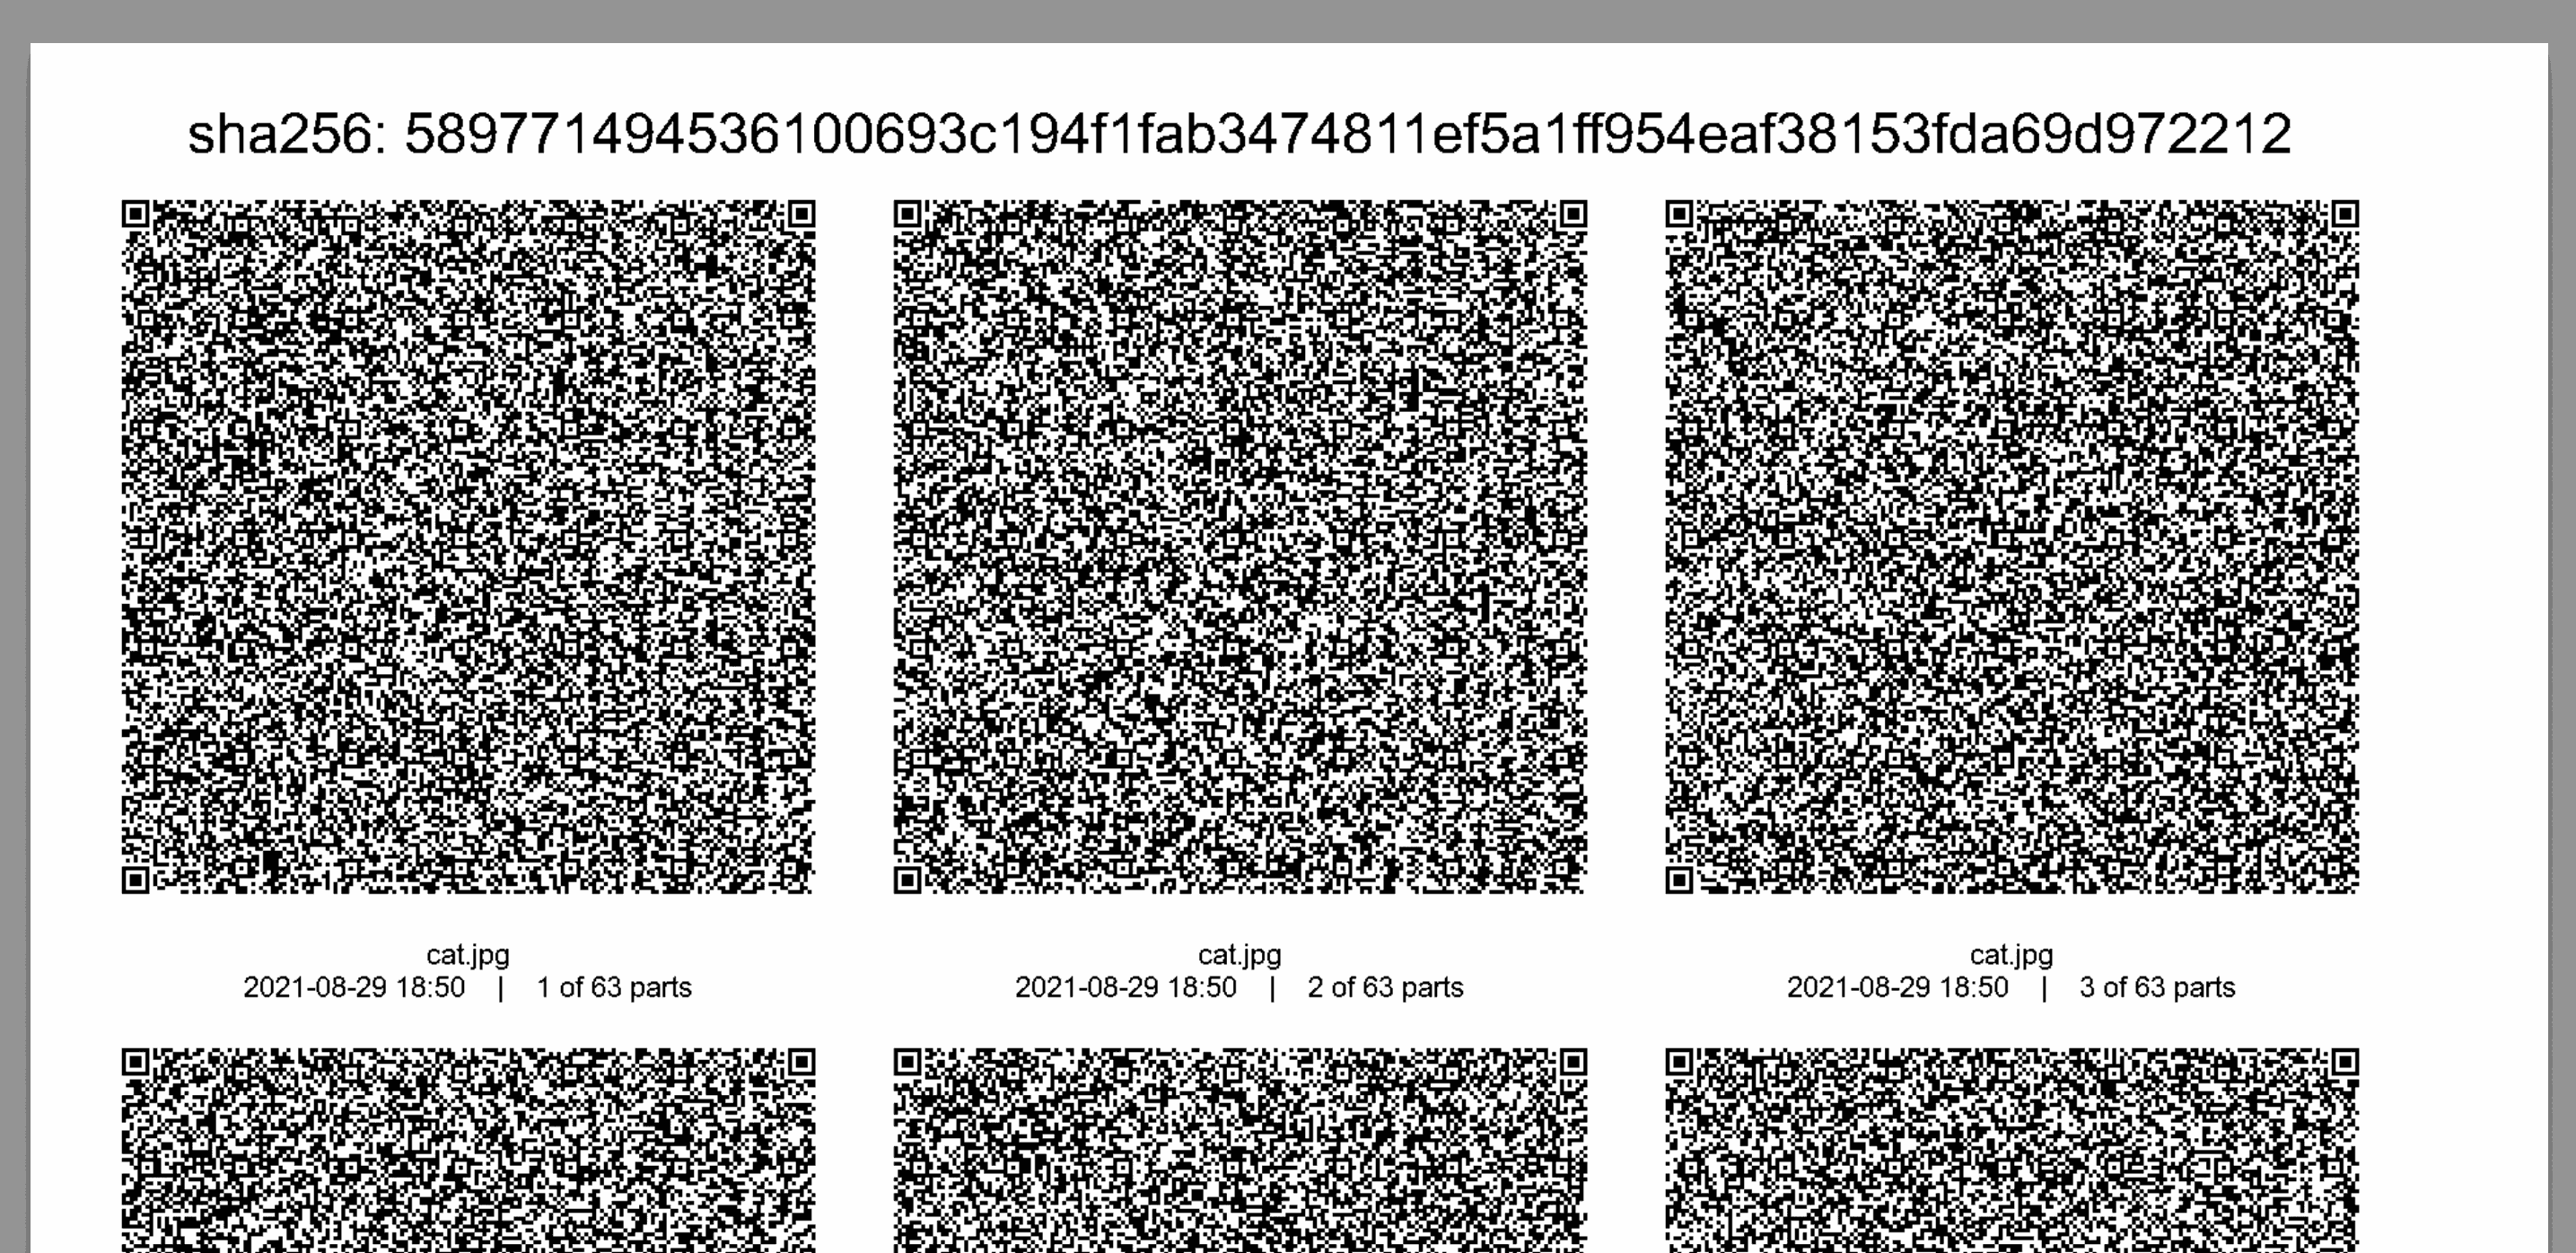 sha256: 589771494536100693c194f1fab3474811ef5a1ff954eaf38153fda69d972212
cat.jpg
2021-08-29 18:50 | 1 of 63 parts
cat.jpg
2021-08-29 18:50 | 2 of 63 parts
cat.jpg
2021-08-29 18:50 | 3 of 63 parts